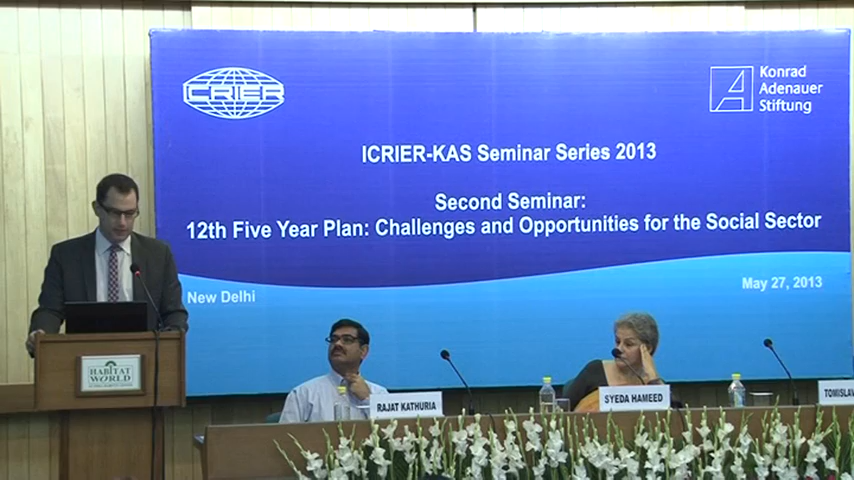 ICRIER
Konrad
Adenauer
Stiftung
ICRIER-KAS Seminar Series 2013
Second Seminar:
12th Five Year Plan: Challenges and Opportunities for the Social Sector
New Delhi
May 27, 2013
HABITAT
WORLD
RAJAT KATHURIA
SYEDA HAMEED
TOMISLAV